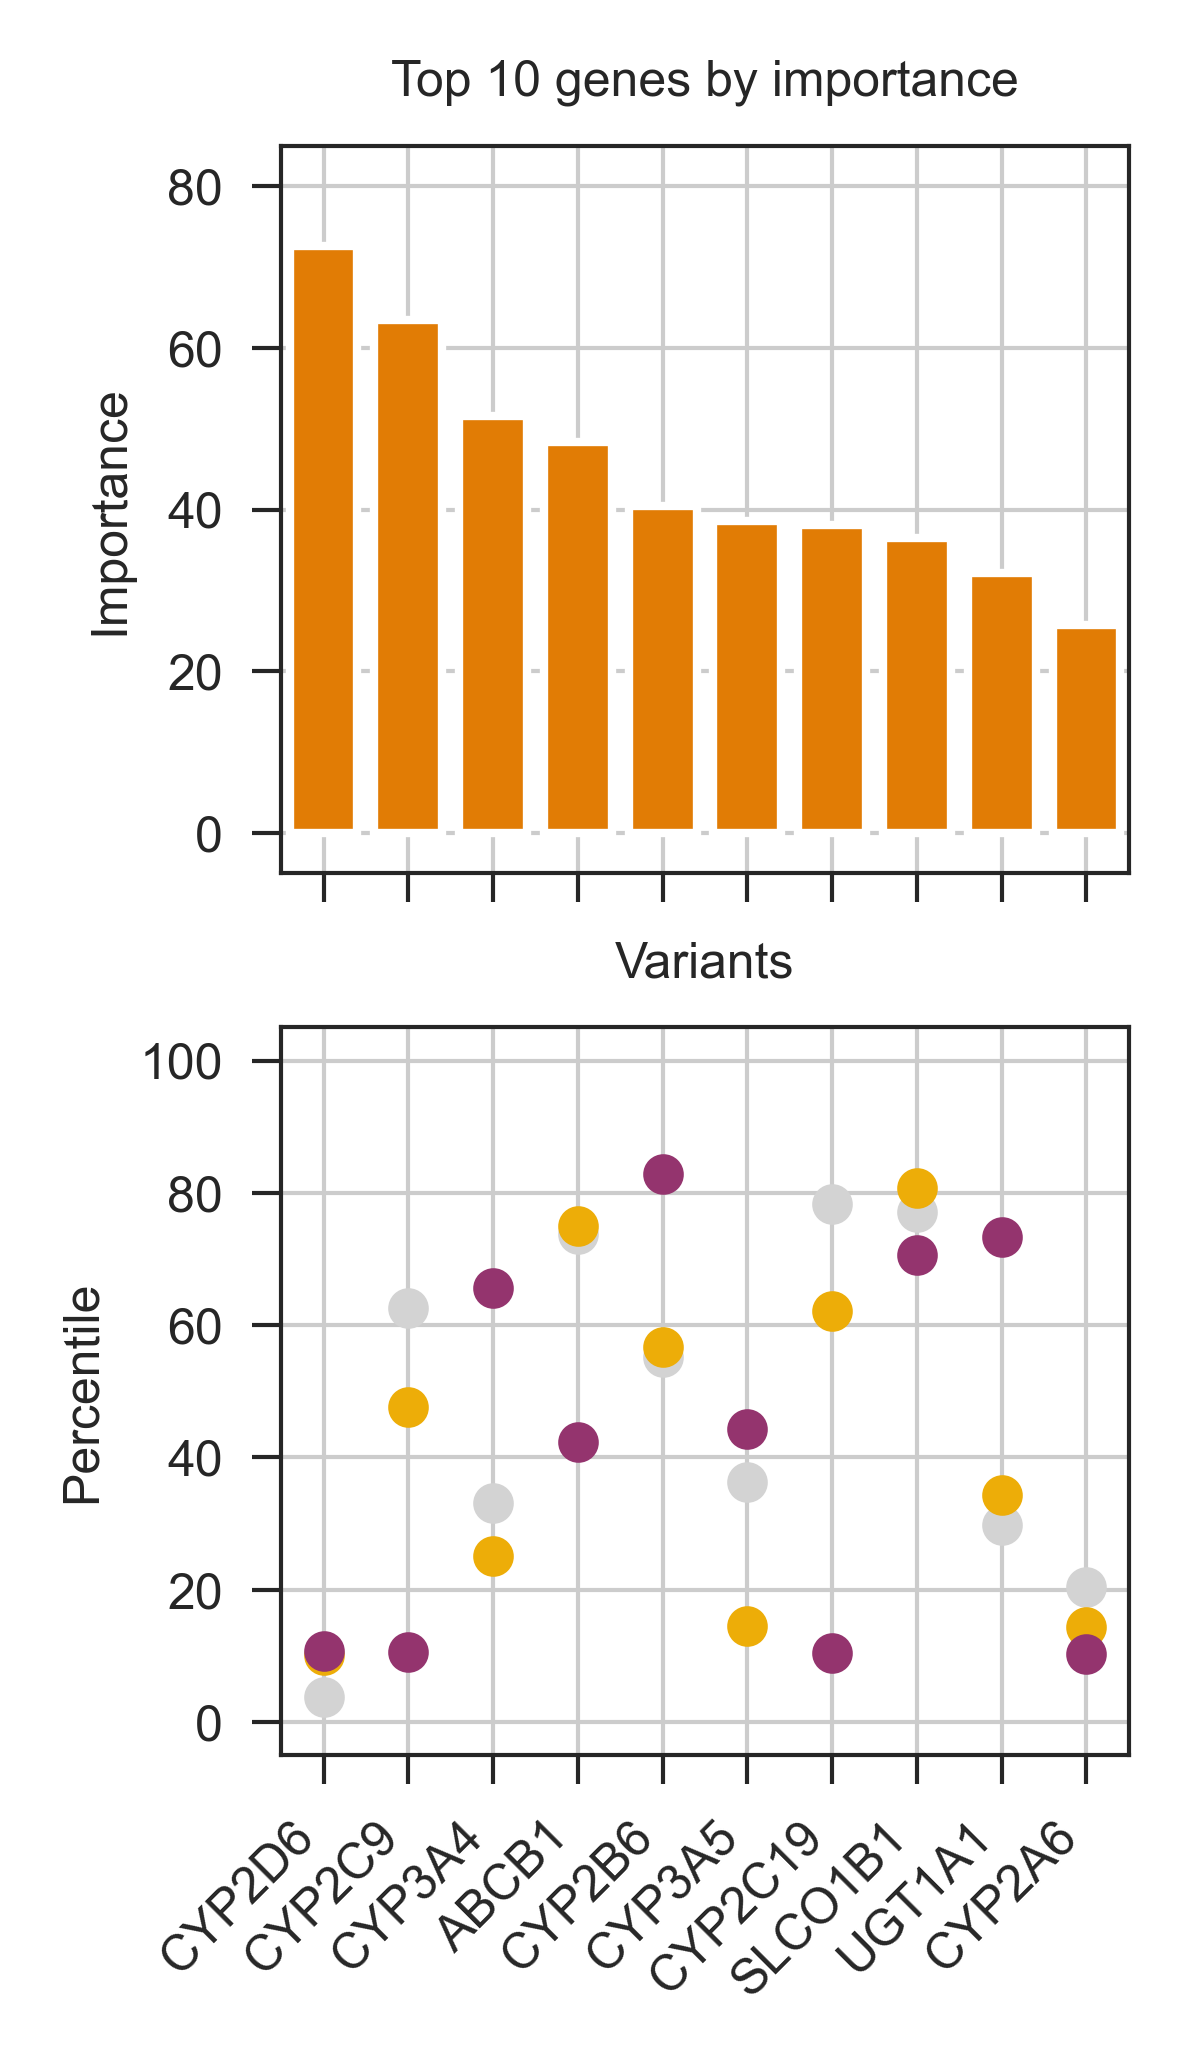 Top 10 genes by importance
80
60
40
20
0
Importance
Variants
100
80
60
40
20
0
Percentile
CYP2D6
CYP2C9
CYP3A4
ABCB1
CYP2B6
CYP3A5
CYP2C19
SLCO1B1
UGT1A1
CYP2A6